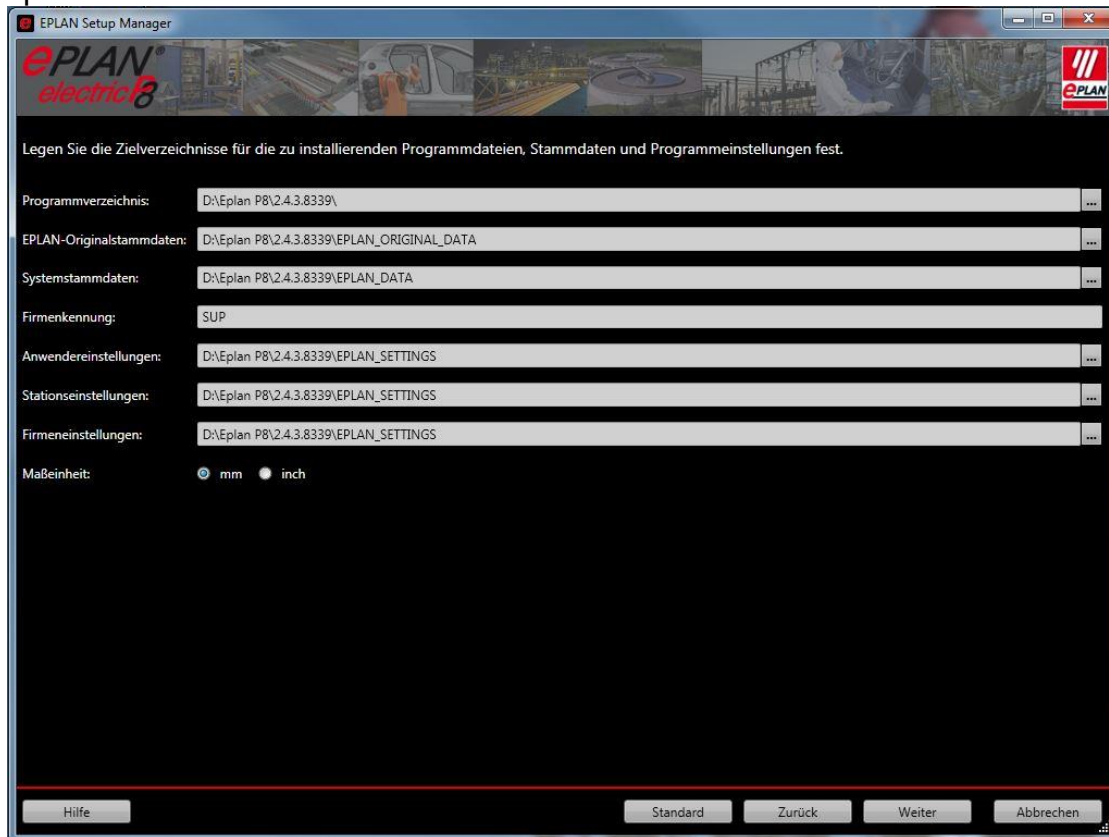 EPLAN Setup Manager
ePLAN®
electric P8
ePLAN
Legen Sie die Zielverzeichnisse für die zu installierenden Programmdateien, Stammdaten und Programmeinstellungen fest.
Programmverzeichnis: D:\Eplan P8\2.4.3.8339\ ...
EPLAN-Originalstammdaten: D:\Eplan P8\2.4.3.8339\EPLAN_ORIGINAL_DATA ...
Systemstammdaten: D:\Eplan P8\2.4.3.8339\EPLAN_DATA ...
Firmenkennung: SUP
Anwendereinstellungen: D:\Eplan P8\2.4.3.8339\EPLAN_SETTINGS ...
Stationseinstellungen: D:\Eplan P8\2.4.3.8339\EPLAN_SETTINGS ...
Firmeneinstellungen: D:\Eplan P8\2.4.3.8339\EPLAN_SETTINGS ...
Maßeinheit: mm inch
Hilfe Standard Zurück Weiter Abbrechen